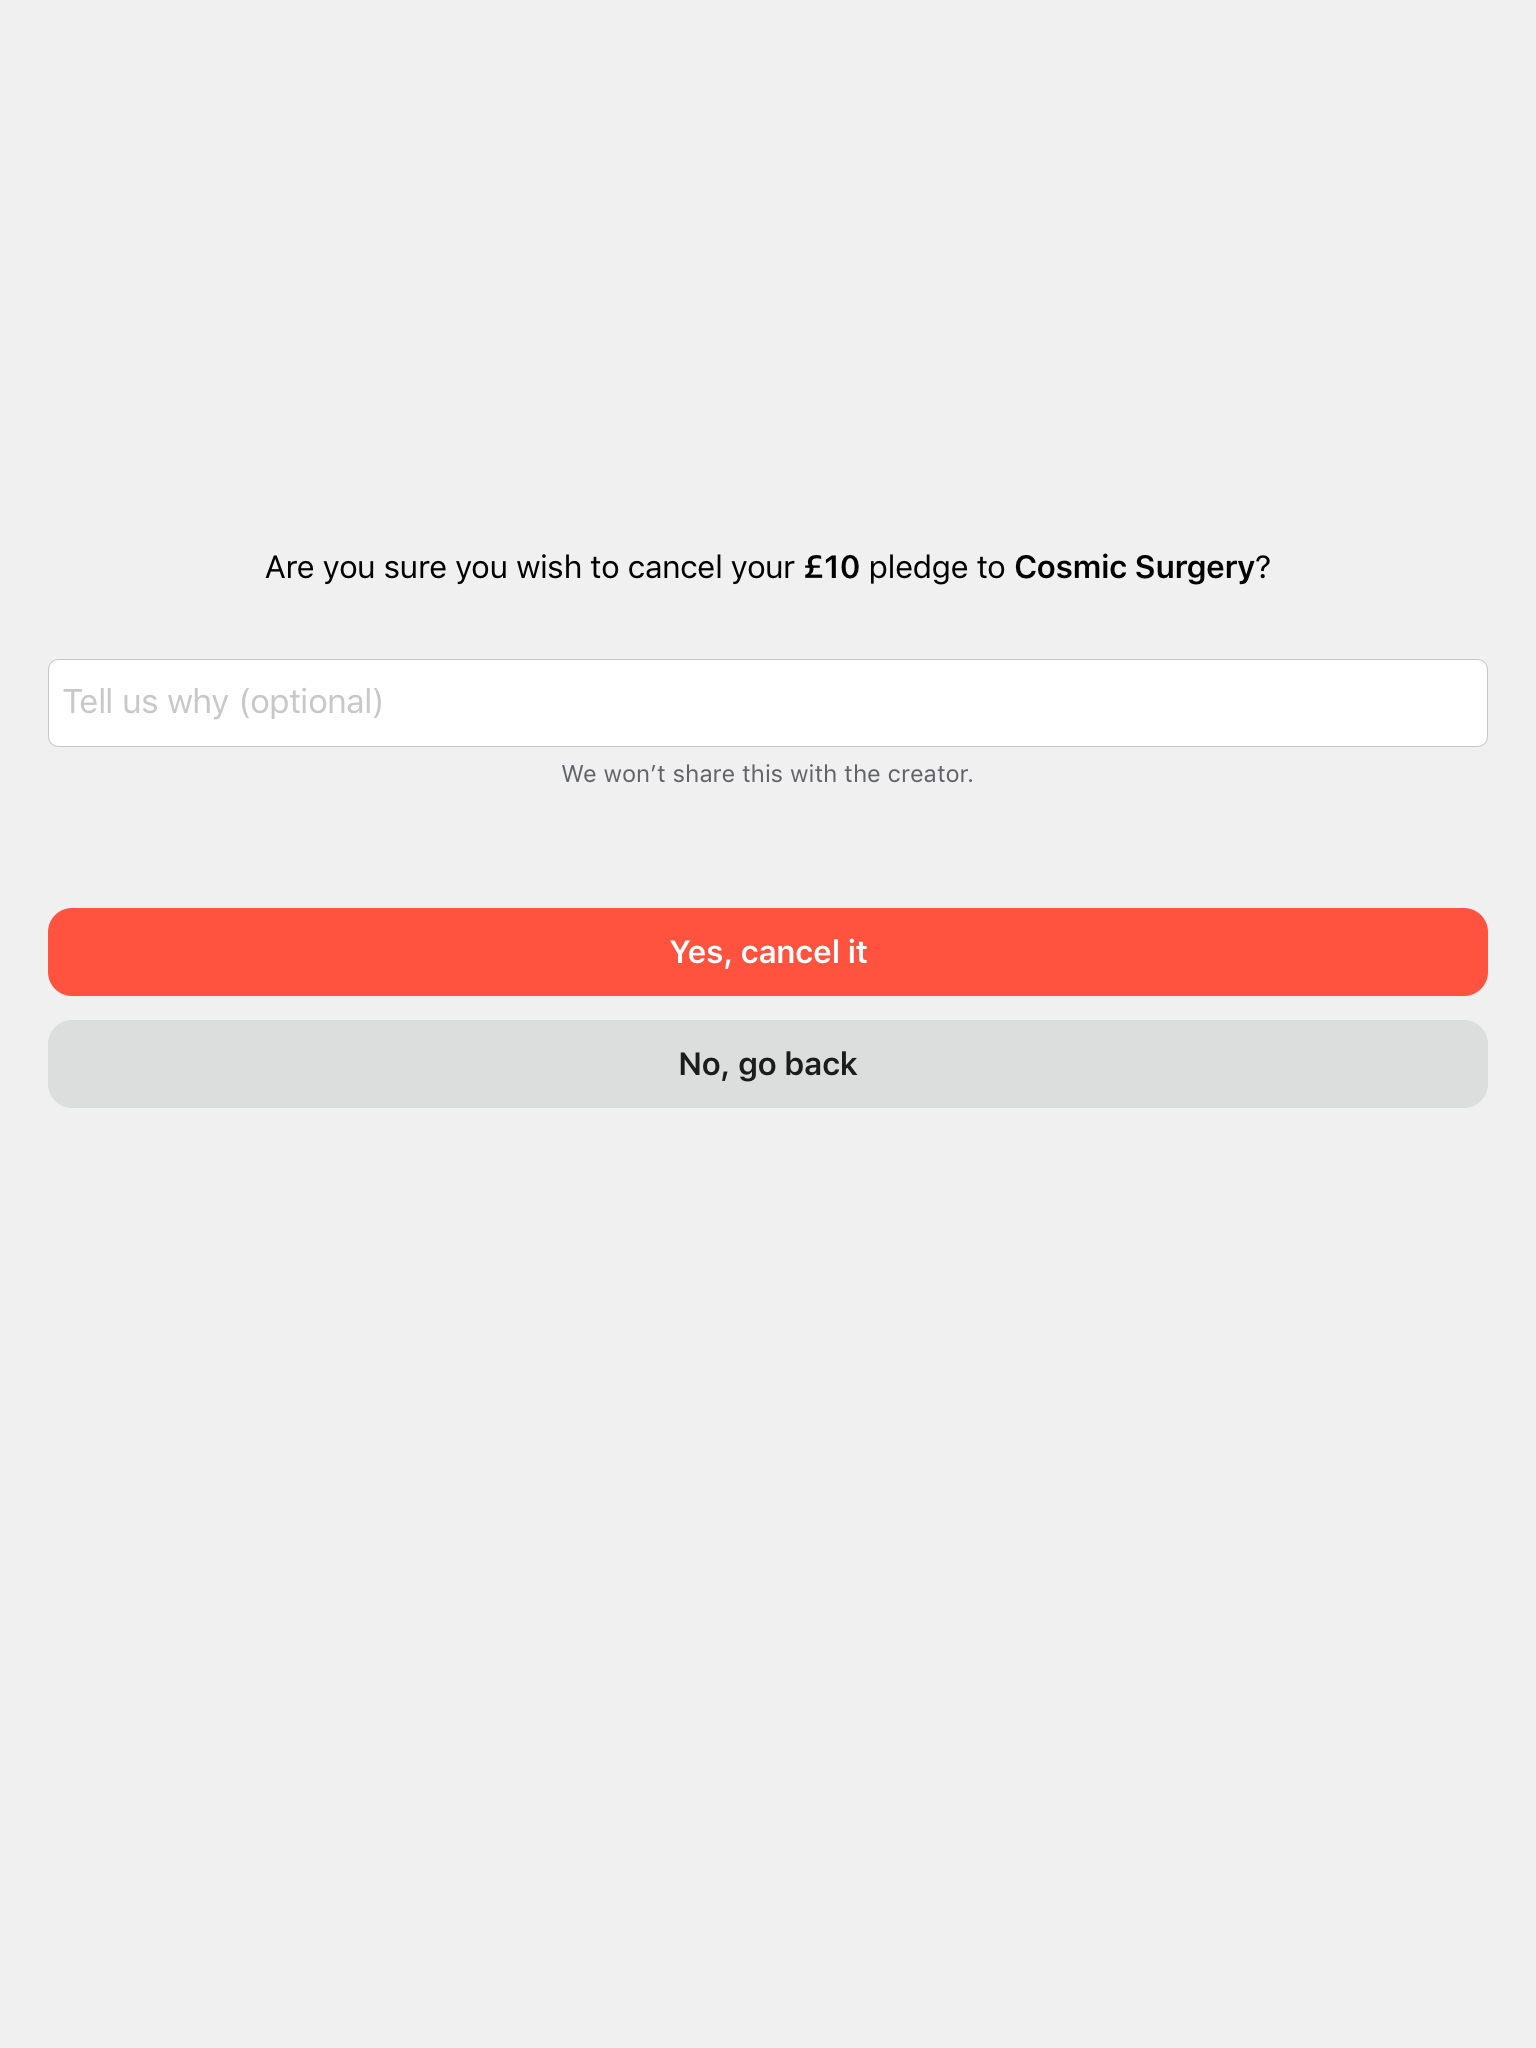 Are you sure you wish to cancel your £10 pledge to Cosmic Surgery?
Tell us why (optional)
We won’t share this with the creator.
Yes, cancel it
No, go back